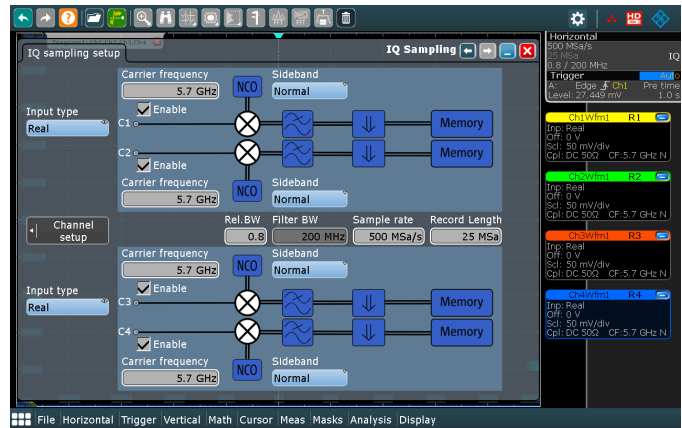 HD
IQ sampling setup
IQ Sampling
Carrier frequency
Sideband
5.7 GHz
NCO
Normal
Input type
Enable
Real
C1
Memory
C2
Memory
Enable
Carrier frequency
Sideband
5.7 GHz
NCO
Normal
Channel setup
Rel.BW
Filter BW
Sample rate
Record Length
0.8
200 MHz
500 MSa/s
25 MSa
Carrier frequency
Sideband
5.7 GHz
NCO
Normal
Input type
Enable
Real
C3
Memory
C4
Memory
Enable
Carrier frequency
Sideband
5.7 GHz
NCO
Normal
Horizontal
500 MSa/s
25 MSa IQ
0.8 / 200 MHz
Trigger Auto
A: Edge Ch1 Pre time
Level: 27.449 mV 1.0 s
Ch1Wfm1 R1
Inp: Real
Off: 0 V
Scl: 50 mV/div
Cpl: DC 50Ω CF:5.7 GHz N
Ch2Wfm1 R2
Inp: Real
Off: 0 V
Scl: 50 mV/div
Cpl: DC 50Ω CF:5.7 GHz N
Ch3Wfm1 R3
Inp: Real
Off: 0 V
Scl: 50 mV/div
Cpl: DC 50Ω CF:5.7 GHz N
Ch4Wfm1 R4
Inp: Real
Off: 0 V
Scl: 50 mV/div
Cpl: DC 50Ω CF:5.7 GHz N
File Horizontal Trigger Vertical Math Cursor Meas Masks Analysis Display